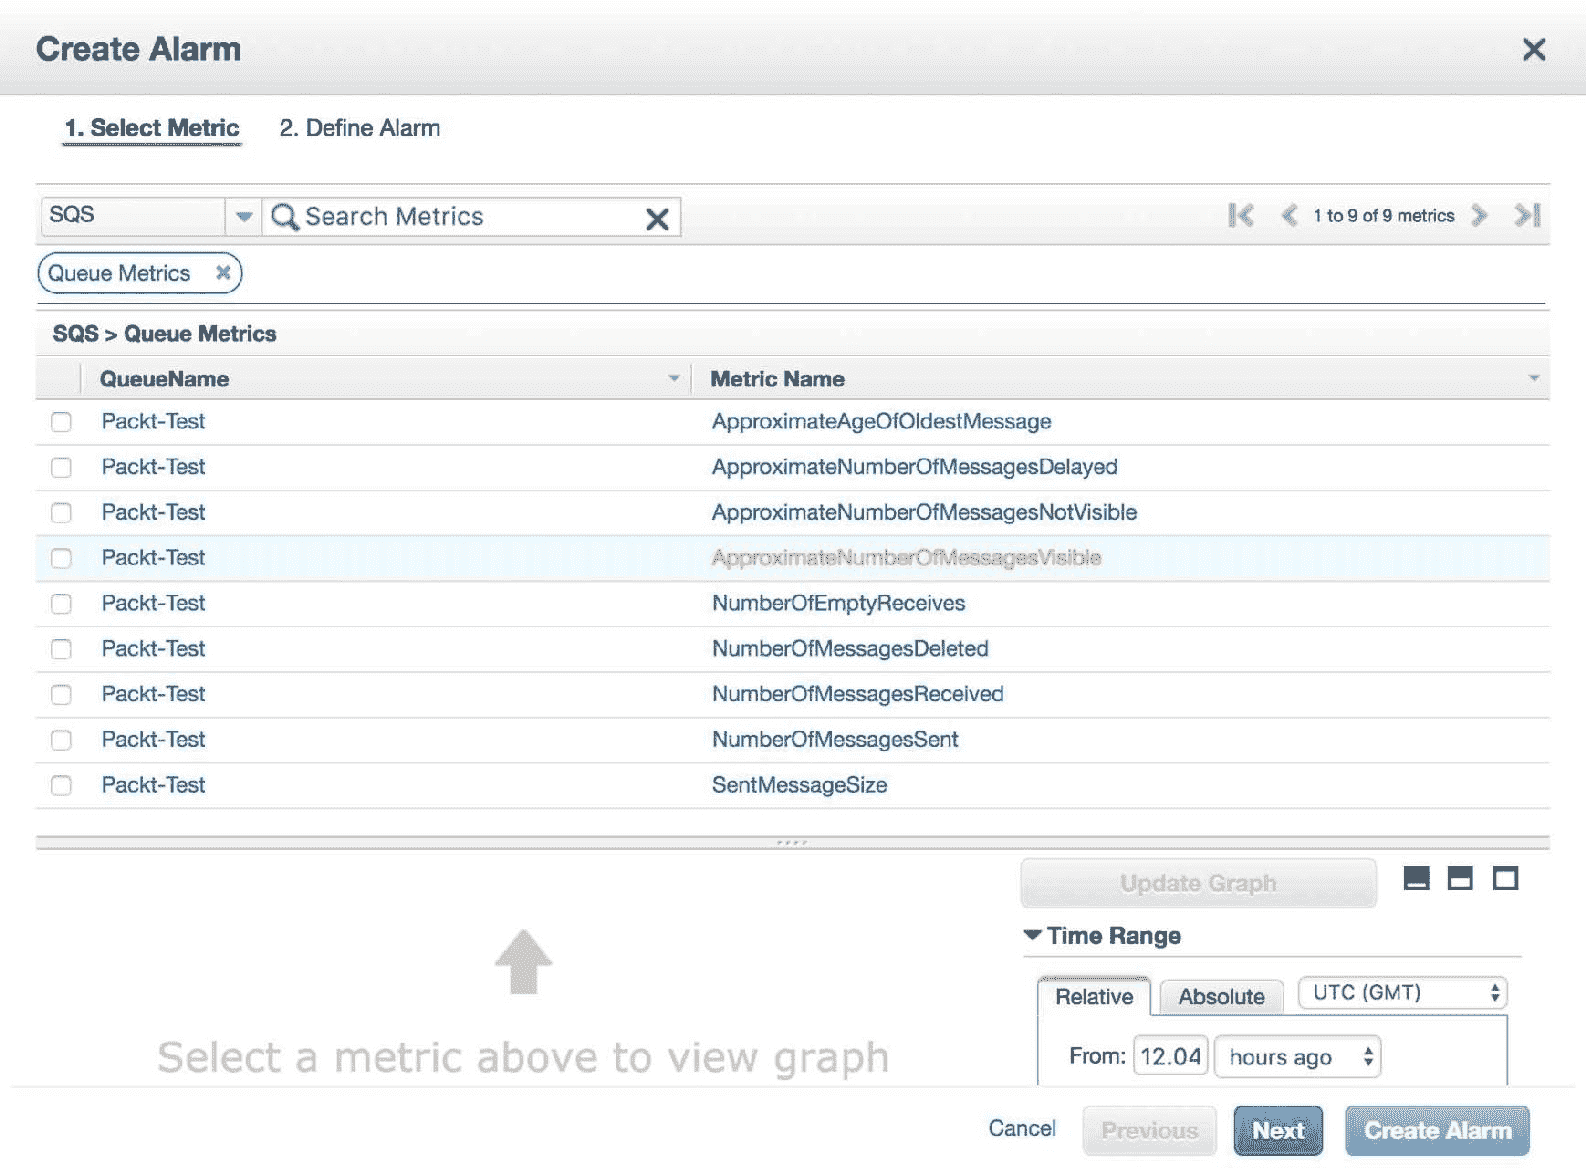 Create Alarm
1. Select Metric 2. Define Alarm
SQS Search Metrics 1 to 9 of 9 metrics
Queue Metrics
SQS > Queue Metrics
QueueName Metric Name
Packt-Test ApproximateAgeOfOldestMessage
Packt-Test ApproximateNumberOfMessagesDelayed
Packt-Test ApproximateNumberOfMessagesNotVisible
Packt-Test ApproximateNumberOfMessagesVisible
Packt-Test NumberOfEmptyReceives
Packt-Test NumberOfMessagesDeleted
Packt-Test NumberOfMessagesReceived
Packt-Test NumberOfMessagesSent
Packt-Test SentMessageSize
Update Graph
Time Range
Relative Absolute UTC (GMT)
Select a metric above to view graph
From: 12.04 hours ago
Cancel Previous Next Create Alarm